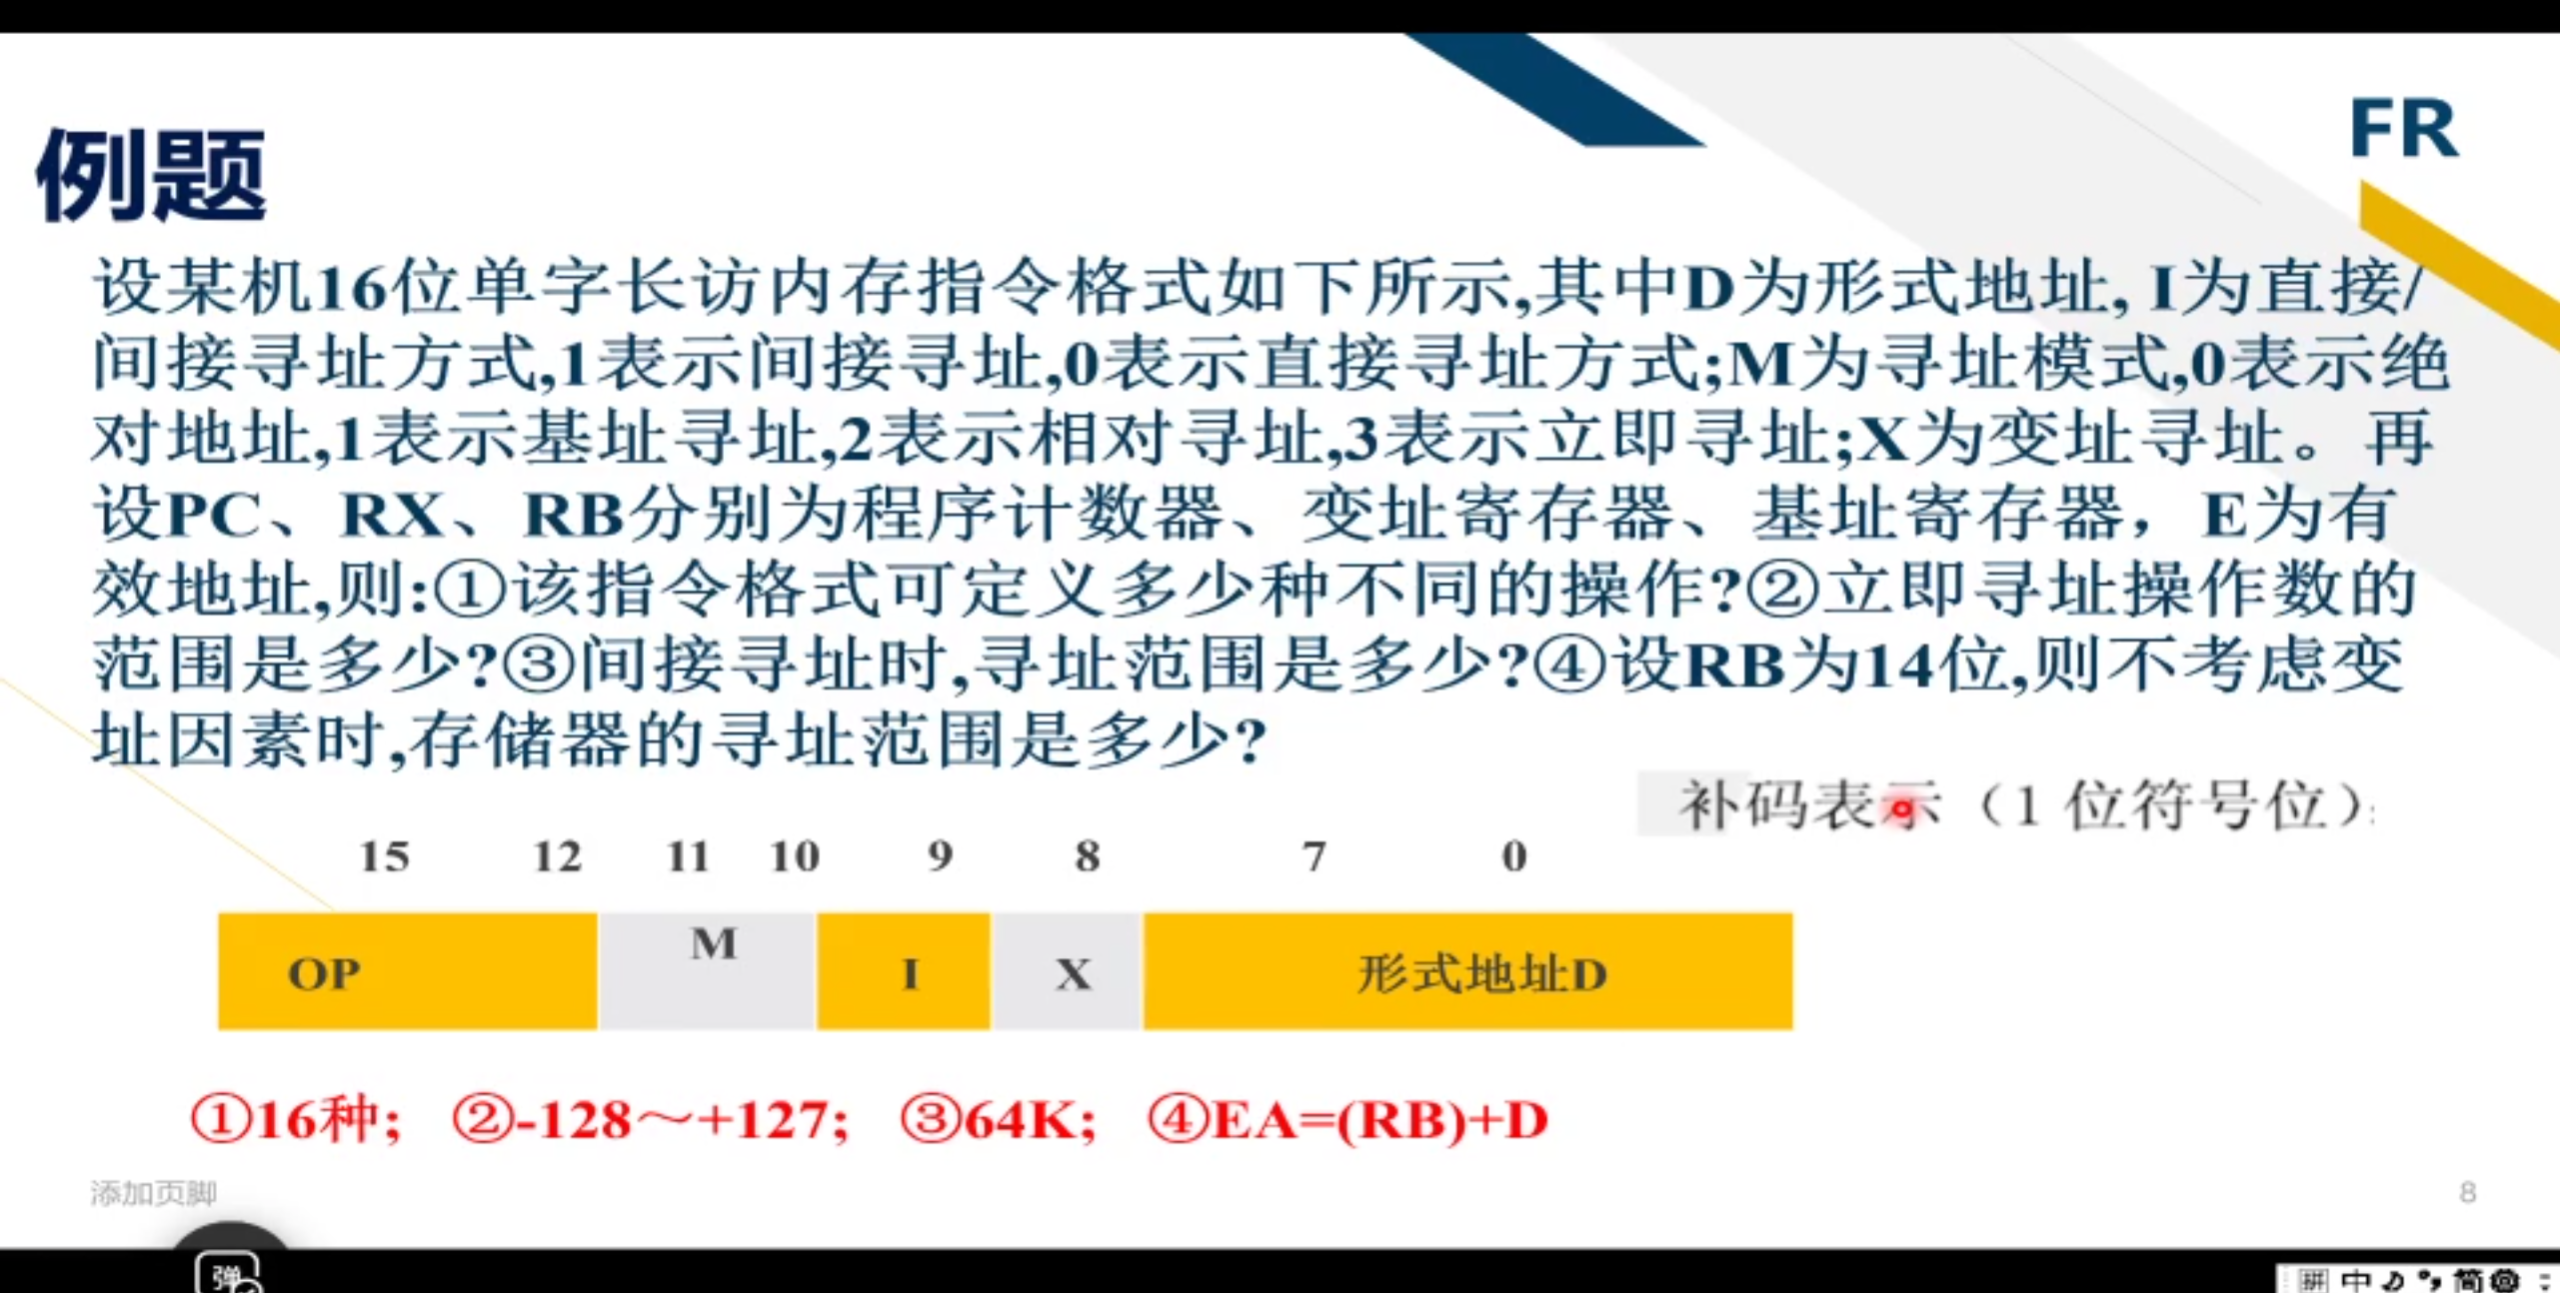 FR
例题
设某机16位单字长访内存指令格式如下所示,其中D为形式地址, I为直接/
间接寻址方式,1表示间接寻址,0表示直接寻址方式;M为寻址模式,0表示绝
对地址,1表示基址寻址,2表示相对寻址,3表示立即寻址;X为变址寻址。再
设PC、RX、RB分别为程序计数器、变址寄存器、基址寄存器，E为有
效地址,则:①该指令格式可定义多少种不同的操作?②立即寻址操作数的
范围是多少?③间接寻址时,寻址范围是多少?④设RB为14位,则不考虑变
址因素时,存储器的寻址范围是多少?
补码表示（1 位符号位）;
15 12 11 10 9 8 7 0
OP M I X 形式地址D
①16种; ②-128～+127; ③64K; ④EA=(RB)+D
添加页脚
8
弹
拼 中 简